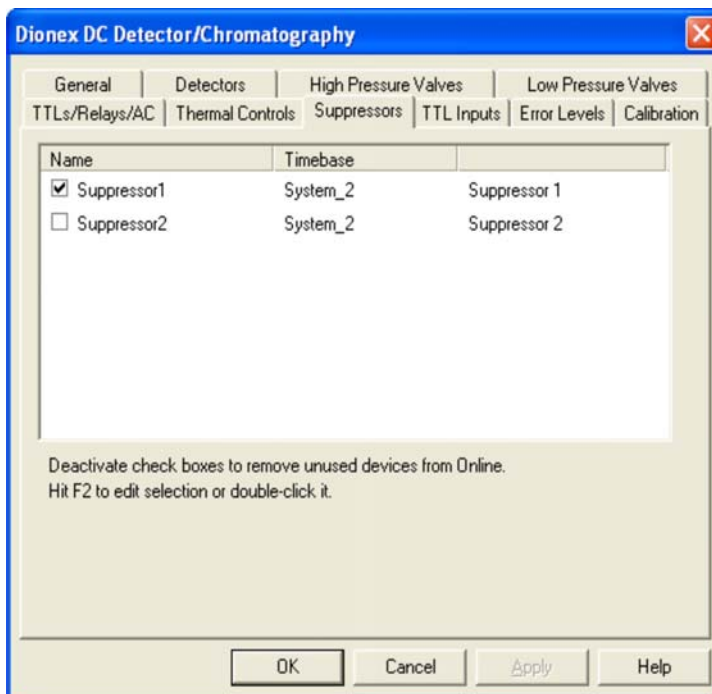 Dionex DC Detector/Chromatography
General Detectors High Pressure Valves Low Pressure Valves
TTLs/Relays/AC Thermal Controls Suppressors TTL Inputs Error Levels Calibration
Name Timebase
Suppressor1 System_2 Suppressor 1
Suppressor2 System_2 Suppressor 2
Deactivate check boxes to remove unused devices from Online.
Hit F2 to edit selection or double-click it.
OK Cancel Apply Help